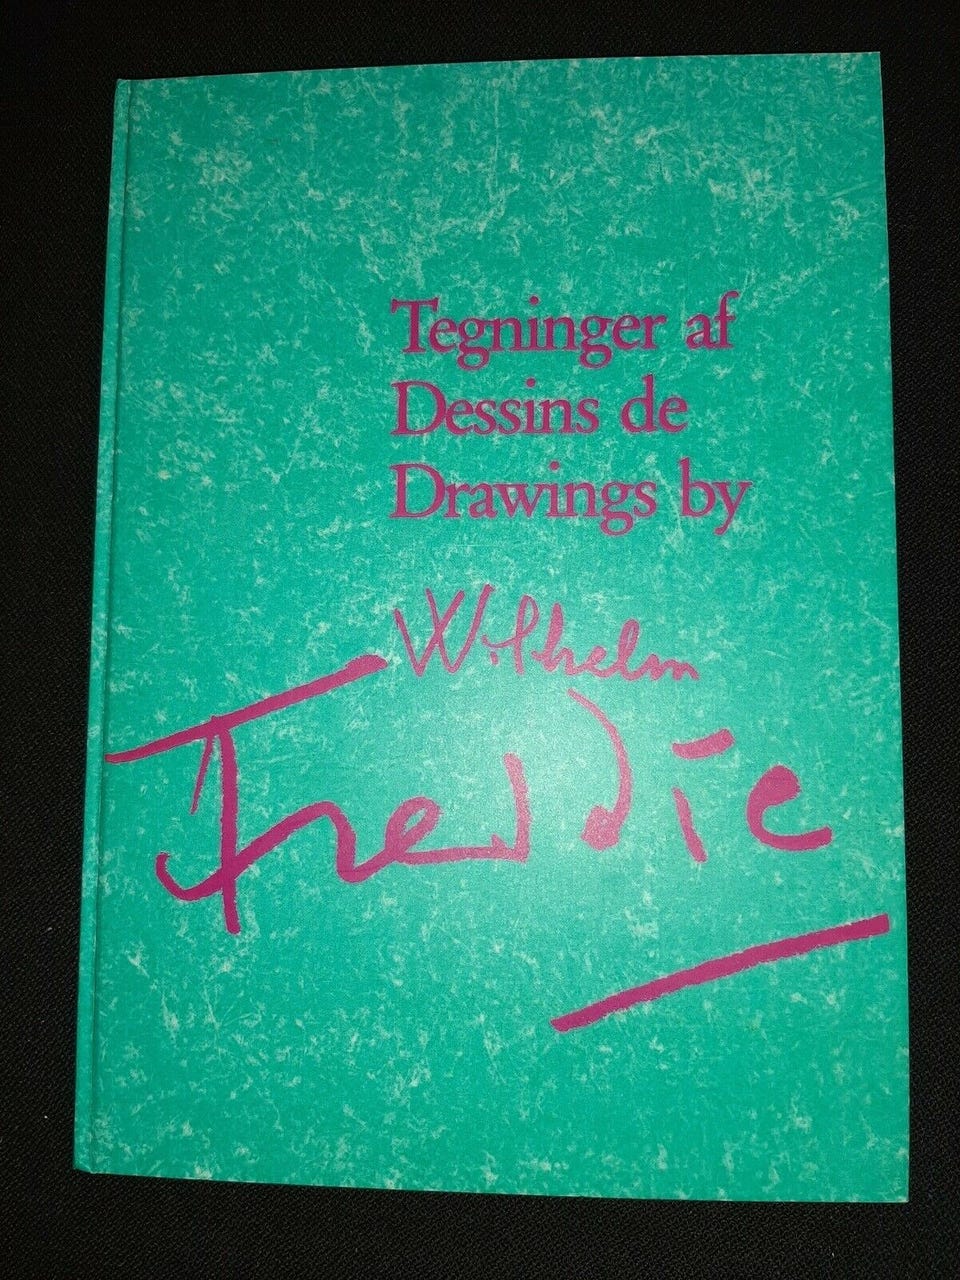 Tegninger af
Dessins de
Drawings by
Wilhelm
Freddie